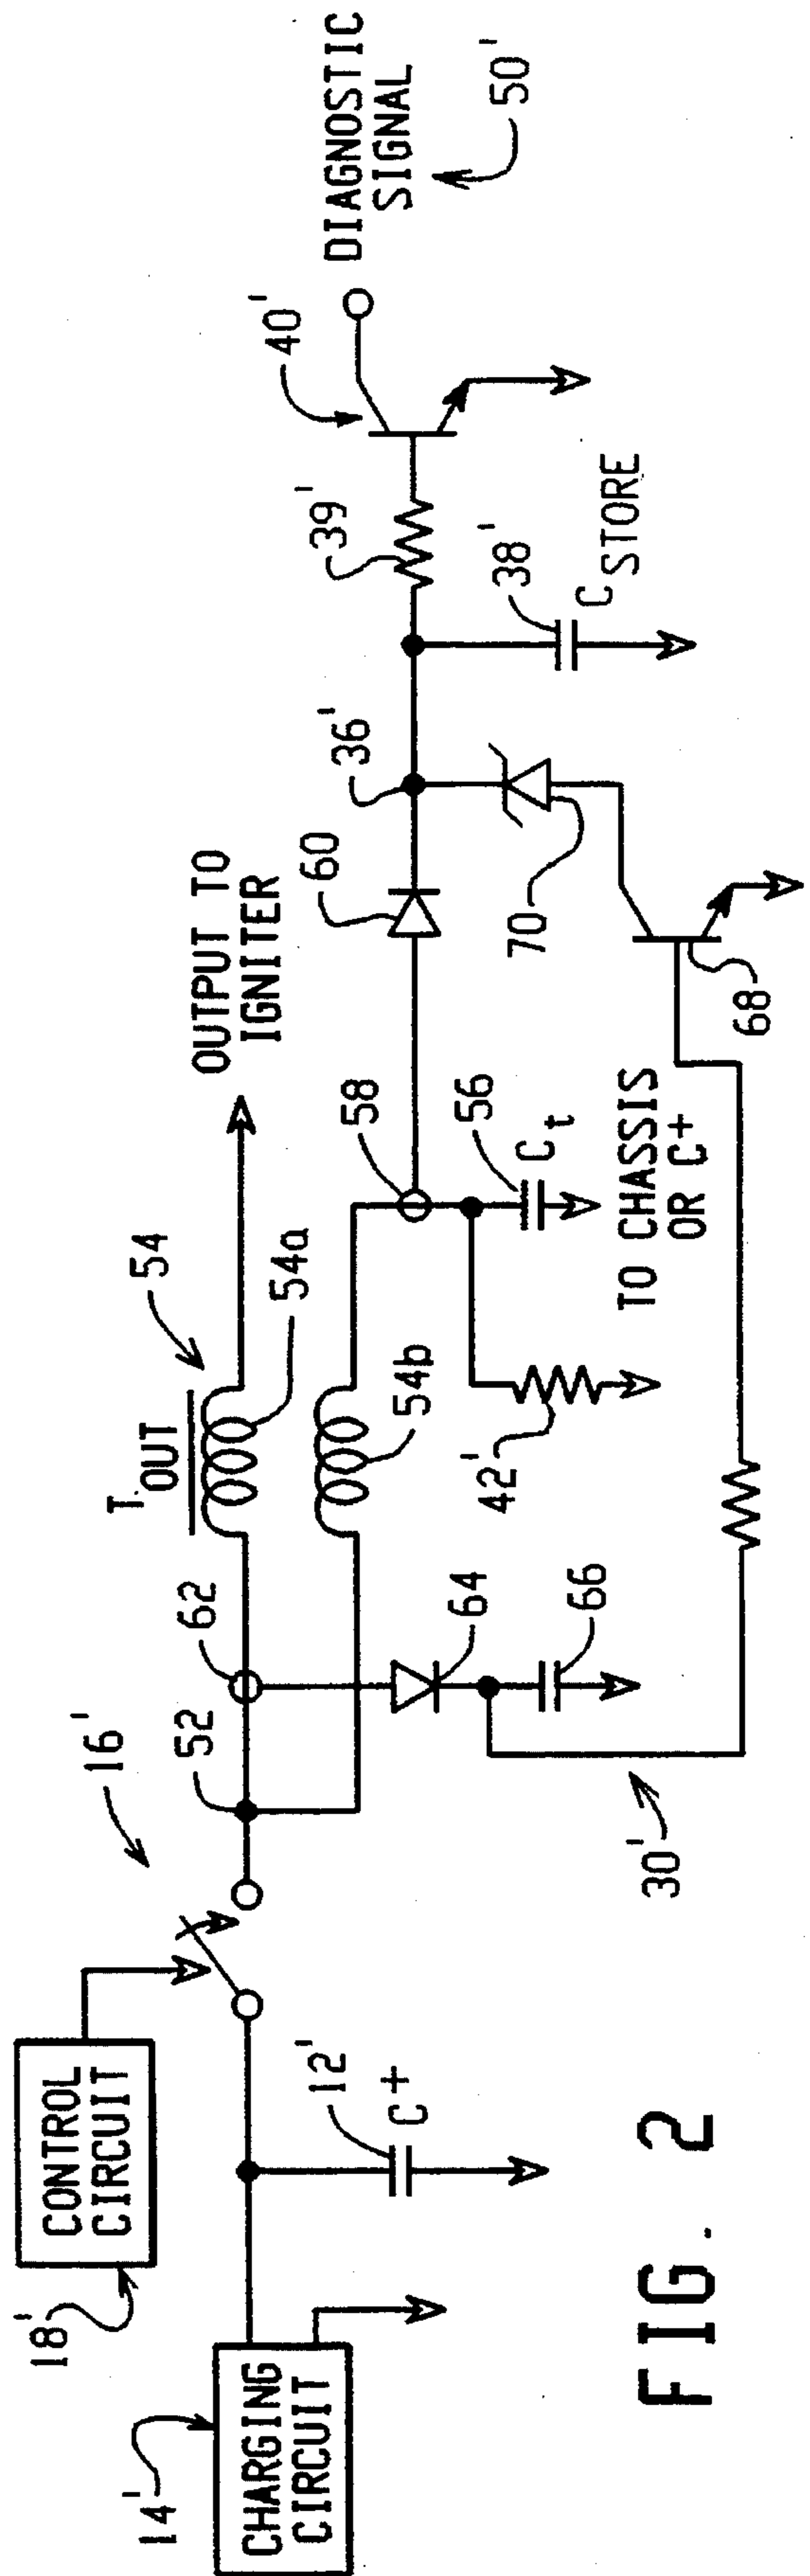 DIAGNOSTIC
SIGNAL
50'
40'
39'
38'
C STORE
36'
OUTPUT TO
IGNITER
60
70
68
58
56
C t
TO CHASSIS
OR C+
54
54a
T OUT
54b
42'
62
64
66
52
16'
30'
CONTROL
CIRCUIT
18'
12'
C+
14'
CHARGING
CIRCUIT
FIG. 2